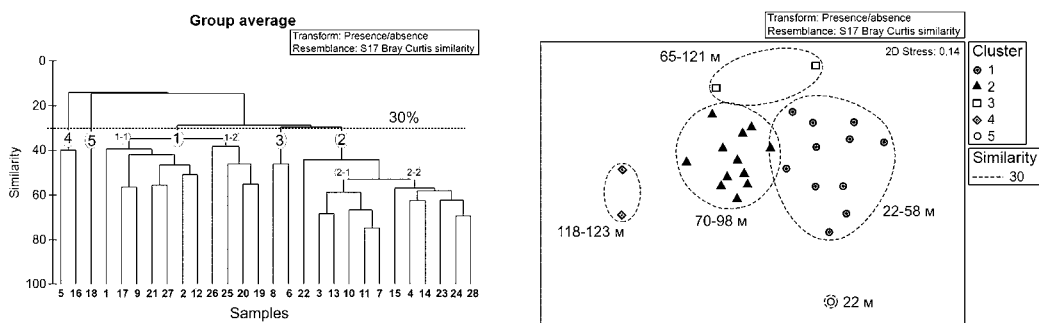 Group average
Transform: Presence/absence
Resemblance: S17 Bray Curtis similarity
0
20
40
60
80
100
Similarity
30%
4
5
1-1
1
1-2
3
2
2-1
2-2
5 16 18 1 17 9 21 27 2 12 26 25 20 19 8 6 22 3 13 10 11 7 15 4 14 23 24 28
Samples
Transform: Presence/absence
Resemblance: S17 Bray Curtis similarity
2D Stress: 0,14
65-121 м
118-123 м
70-98 м
22-58 м
22 м
Cluster
1
2
3
4
5
Similarity
30